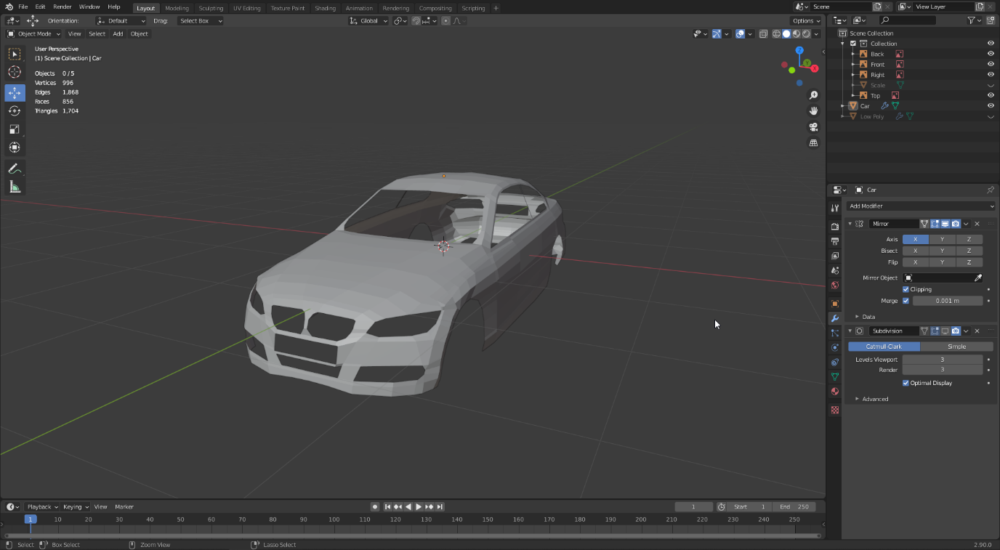 File Edit Render Window Help Layout Modeling Sculpting UV Editing Texture Paint Shading Animation Rendering Compositing Scripting + Scene View Layer
Orientation: Default Drag: Select Box Global Options
Object Mode View Select Add Object
User Perspective
(1) Scene Collection | Car
Objects 0/5
Vertices 996
Edges 1,868
Faces 856
Triangles 1,704
Z
Y
X
Scene Collection
Collection
Back
Front
Right
Scale
Top
Car
Low Poly
Car
Add Modifier
Mirror
Axis X Y Z
Bisect X Y Z
Flip X Y Z
Mirror Object
Clipping
Merge 0.001 m
Data
Subdivision
Catmull-Clark Simple
Levels Viewport 3
Render 3
Optimal Display
Advanced
Playback Keying View Marker 1 Start 1 End 250
1 10 20 30 40 50 60 70 80 90 100 110 120 130 140 150 160 170 180 190 200 210 220 230 240 250
Select Box Select Zoom View Lasso Select 2.90.0